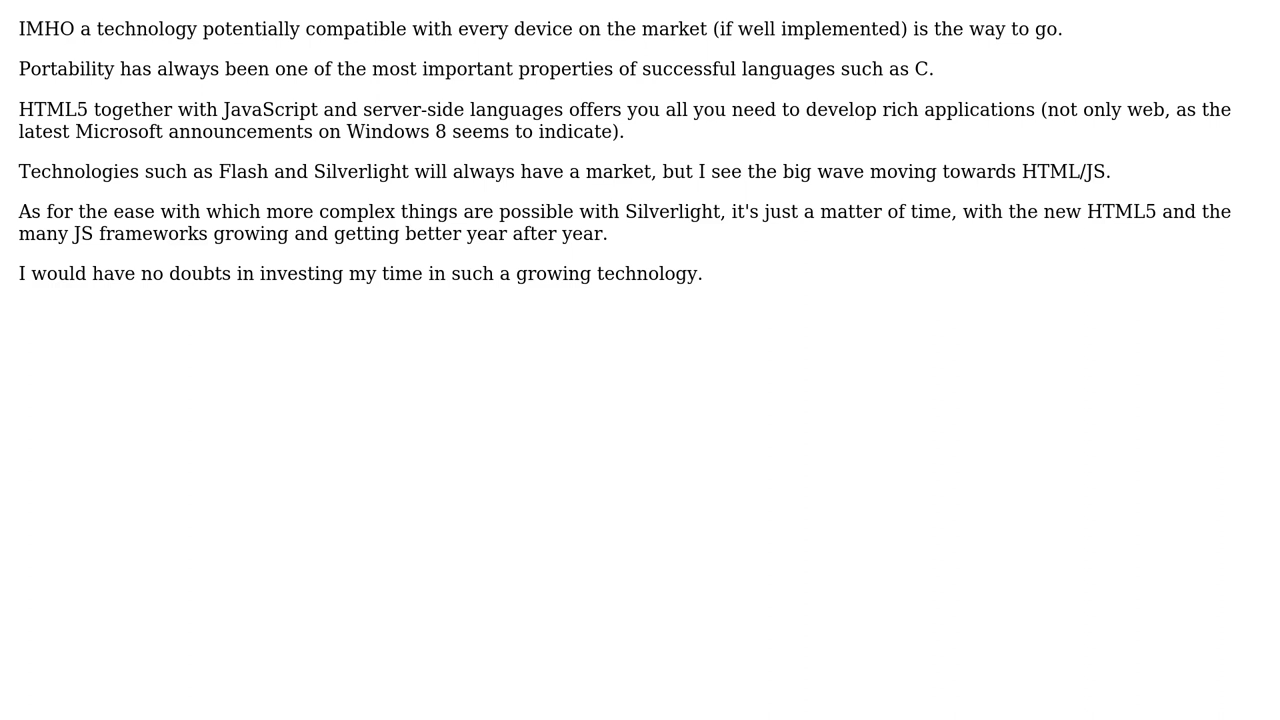 IMHO a technology potentially compatible with every device on the market (if well implemented) is the way to go.
Portability has always been one of the most important properties of successful languages such as C.
HTML5 together with JavaScript and server-side languages offers you all you need to develop rich applications (not only web, as the
latest Microsoft announcements on Windows 8 seems to indicate).
Technologies such as Flash and Silverlight will always have a market, but I see the big wave moving towards HTML/JS.
As for the ease with which more complex things are possible with Silverlight, it's just a matter of time, with the new HTML5 and the
many JS frameworks growing and getting better year after year.
I would have no doubts in investing my time in such a growing technology.